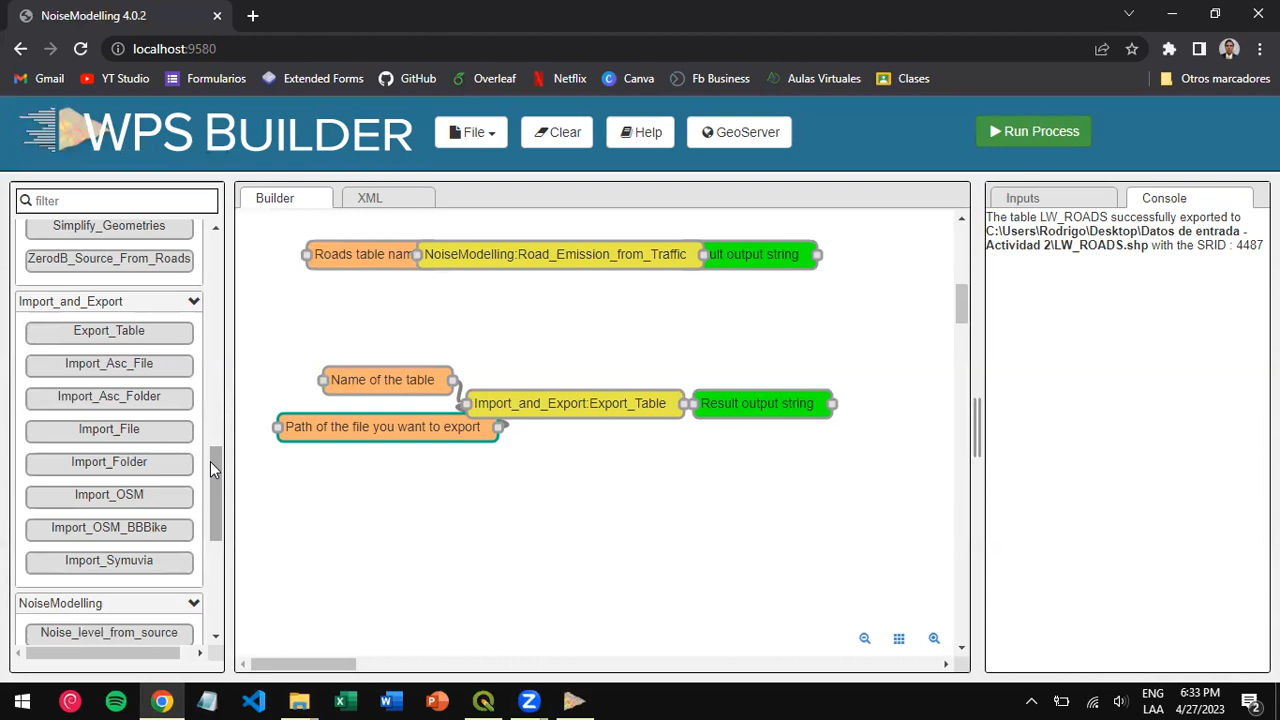 NoiseModelling 4.0.2
localhost:9580
Gmail
YT Studio
Formularios
Extended Forms
GitHub
Overleaf
Netflix
Canva
Fb Business
Aulas Virtuales
Clases
Otros marcadores
WPS BUILDER
File
Clear
Help
GeoServer
Run Process
filter
Simplify_Geometries
ZerodB_Source_From_Roads
Import_and_Export
Export_Table
Import_Asc_File
Import_Asc_Folder
Import_File
Import_Folder
Import_OSM
Import_OSM_BBBike
Import_Symuvia
NoiseModelling
Noise_level_from_source
Builder
XML
Roads table nam
NoiseModelling:Road_Emission_from_Traffic
ult output string
Name of the table
Import_and_Export:Export_Table
Result output string
Path of the file you want to export
Inputs
Console
The table LW_ROADS successfully exported to
C:\Users\Rodrigo\Desktop\Datos de entrada -
Actividad 2\LW_ROADS.shp with the SRID : 4487
ENG
LAA
6:33 PM
4/27/2023
2